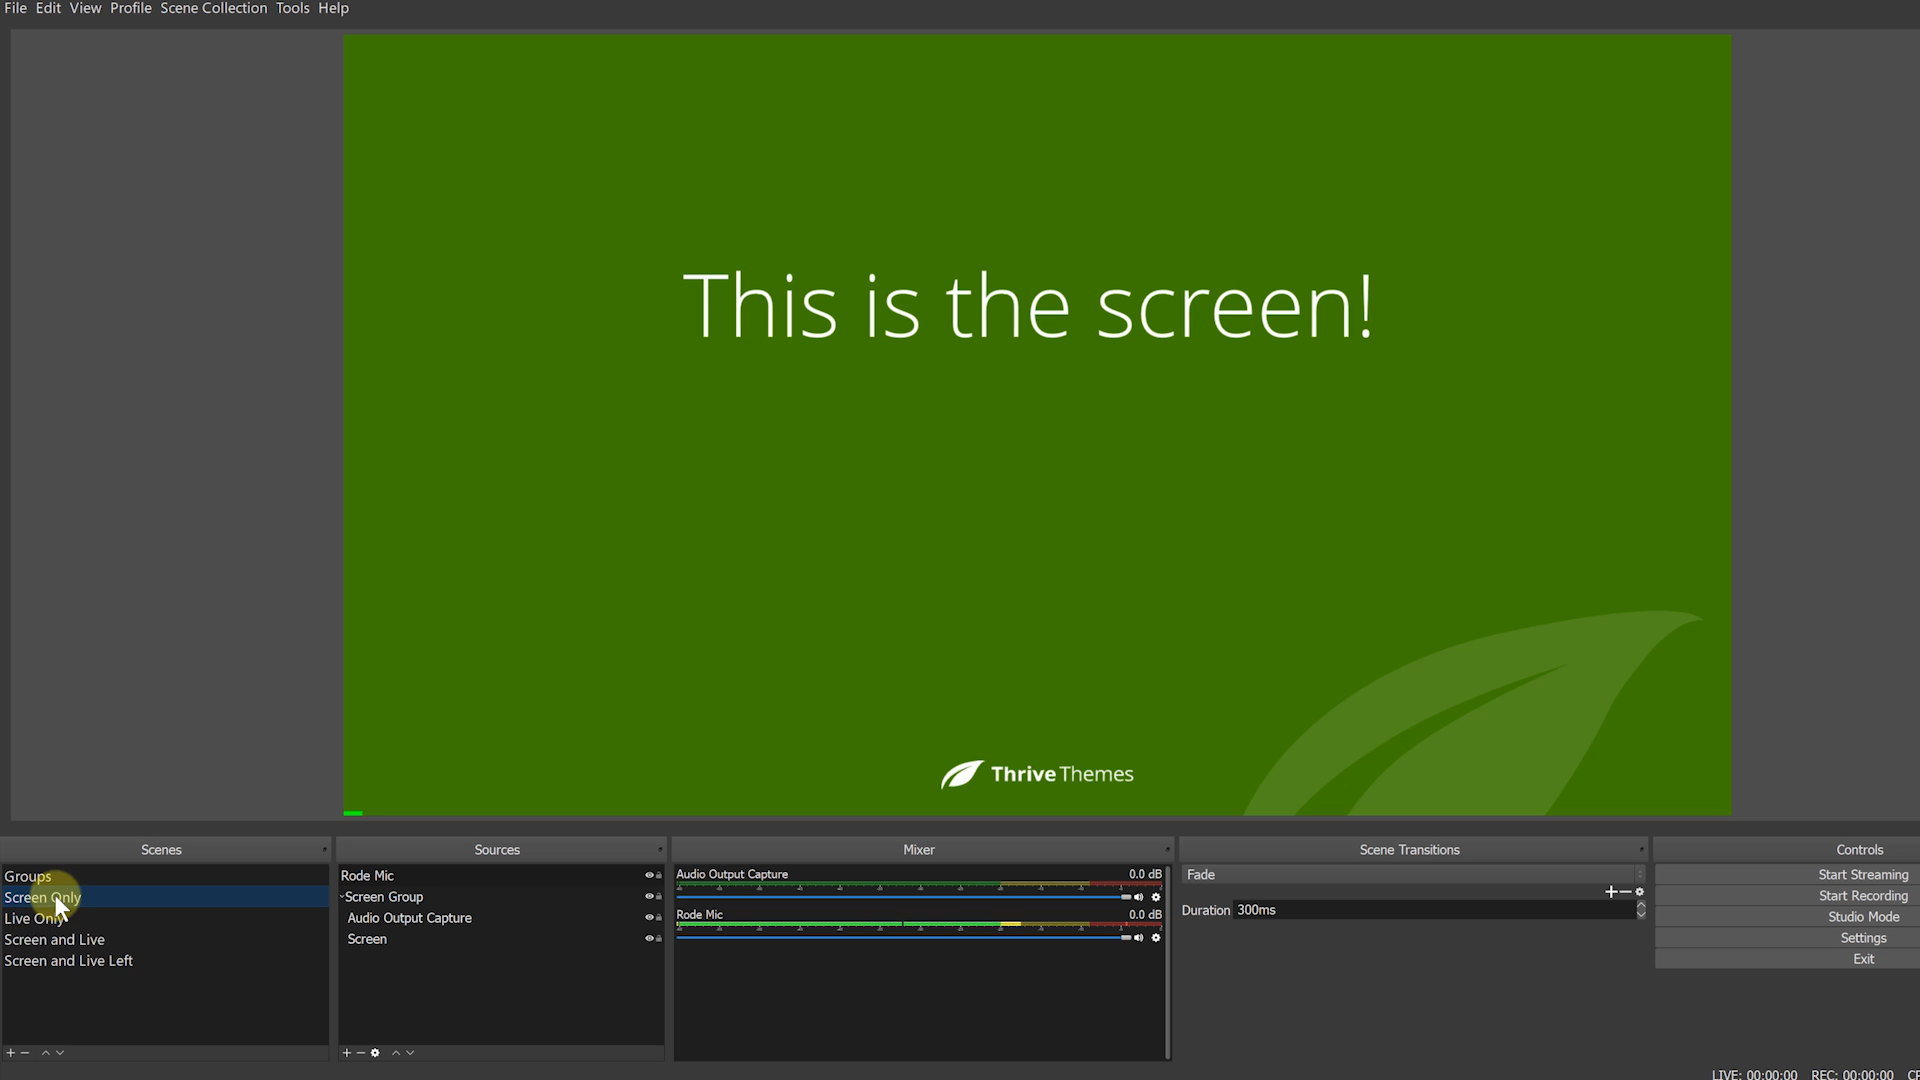 File Edit View Profile Scene Collection Tools Help
This is the screen!
ThriveThemes
Scenes
Groups
Screen Only
Live Only
Screen and Live
Screen and Live Left
Sources
Rode Mic
Screen Group
Audio Output Capture
Screen
Mixer
Audio Output Capture 0.0 dB
Rode Mic 0.0 dB
Scene Transitions
Fade
Duration 300ms
Controls
Start Streaming
Start Recording
Studio Mode
Settings
Exit
LIVE: 00:00:00 REC: 00:00:00